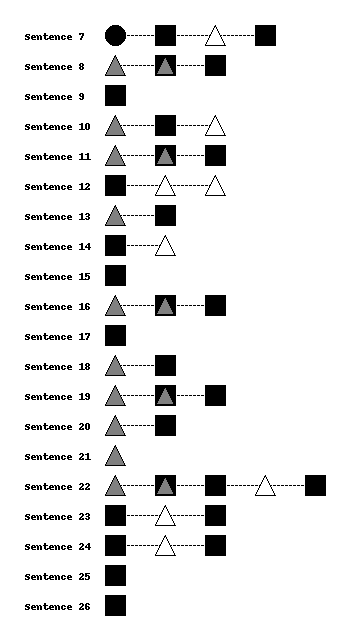 Sentence 7
Sentence 8
Sentence 9
Sentence 10
Sentence 11
Sentence 12
Sentence 13
Sentence 14
Sentence 15
Sentence 16
Sentence 17
Sentence 18
Sentence 19
Sentence 20
Sentence 21
Sentence 22
Sentence 23
Sentence 24
Sentence 25
Sentence 26